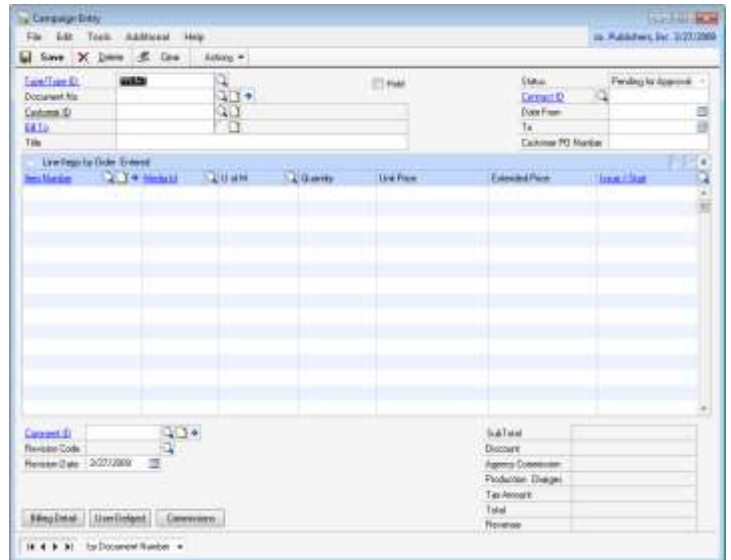 Campaign Entry
File Edit Tools Additional Help
sa Publishers, Inc 3/27/2009
Save Delete Clear Actions
Type/Type ID Hold Status Pending for Approval
Document No Contract ID
Customer ID Date From
Bill To To
Title Customer PO Number
Line Items by Order Entered
Item Number Media Id U of M Quantity Unit Price Extended Price Issue / Start
Comment ID SubTotal
Revision Code Discount
Revision Date 3/27/2009 Agency Commission
Production Charges
Tax Amount
Billing Detail User-Defined Commissions Total
Revenue
by Document Number